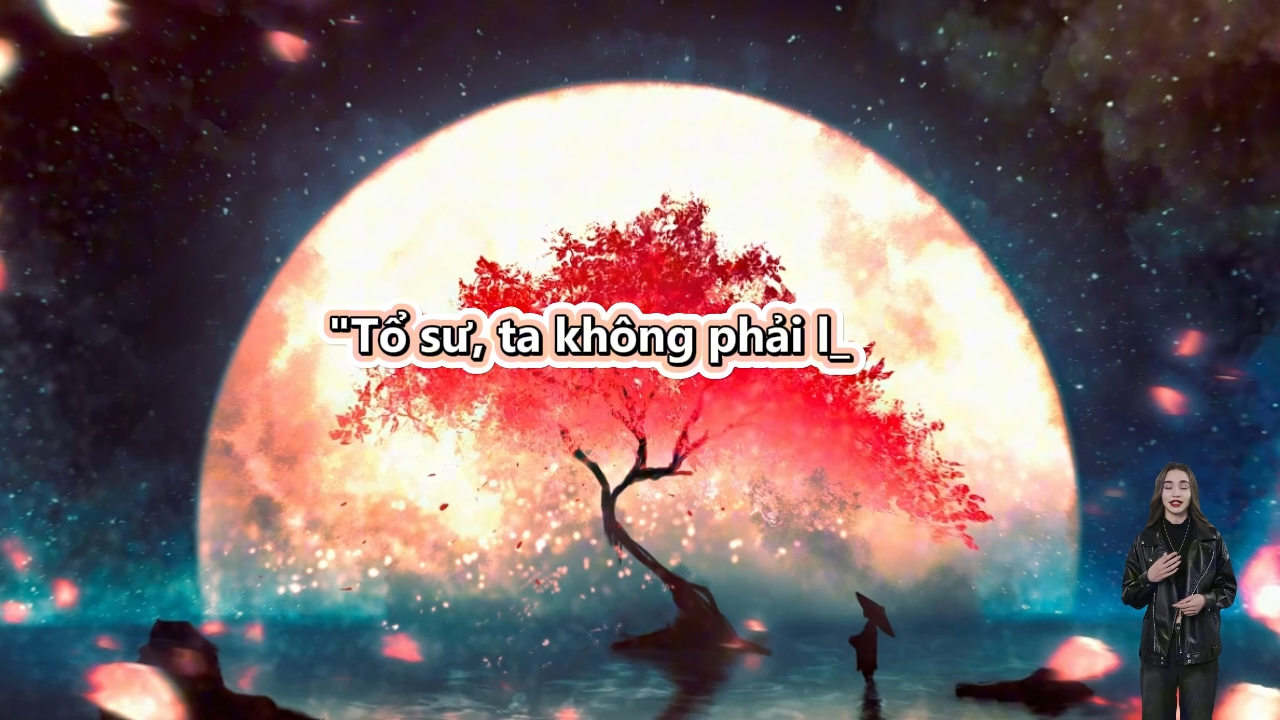 "Tổ sư, ta không phải l_